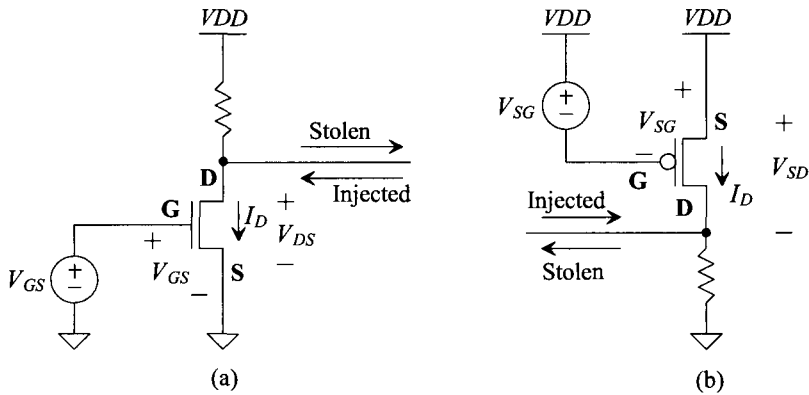 VDD
Stolen
Injected
D
G
I_D
+
V_DS
−
+
V_GS
−
S
V_GS
+
−
(a)
VDD
VDD
V_SG
+
−
+
V_SG
−
S
G
D
I_D
+
V_SD
−
Injected
Stolen
(b)